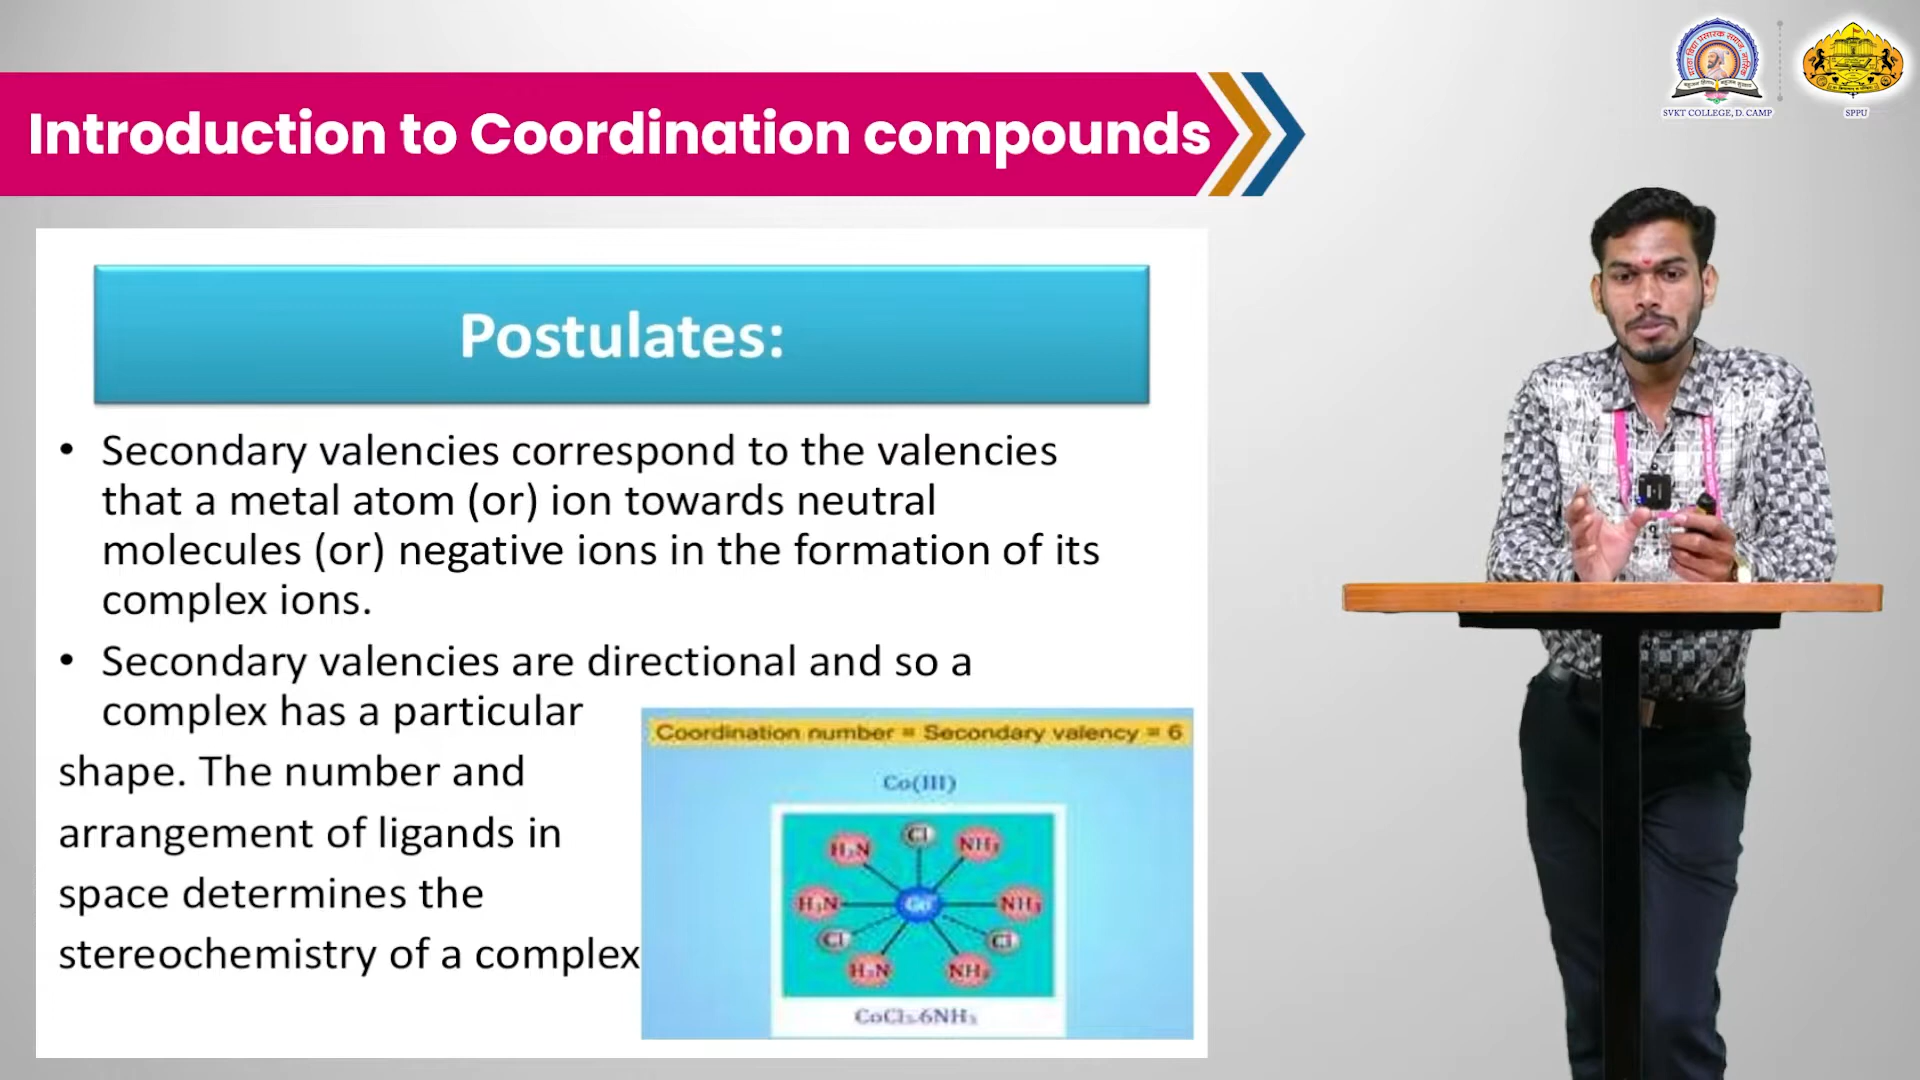 Introduction to Coordination compounds
SVKT COLLEGE, D. CAMP
SPPU
Postulates:
• Secondary valencies correspond to the valencies
that a metal atom (or) ion towards neutral
molecules (or) negative ions in the formation of its
complex ions.
• Secondary valencies are directional and so a
complex has a particular
shape. The number and
arrangement of ligands in
space determines the
stereochemistry of a complex
Coordination number = Secondary valency = 6
Co(III)
Cl
H₃N
NH₃
H₃N
Co
NH₃
Cl
Cl
H₃N
NH₃
CoCl₃.6NH₃